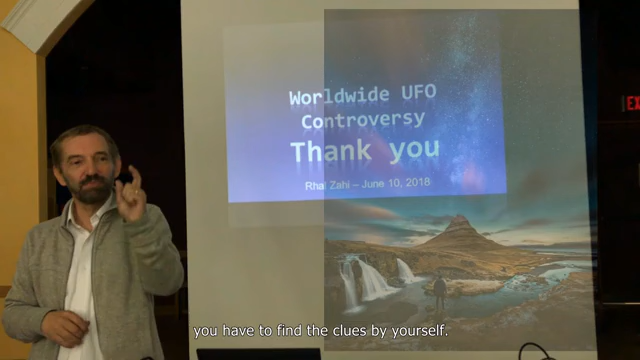 Worldwide UFO
Controversy
Thank you
Rhal Zahi – June 10, 2018
you have to find the clues by yourself.